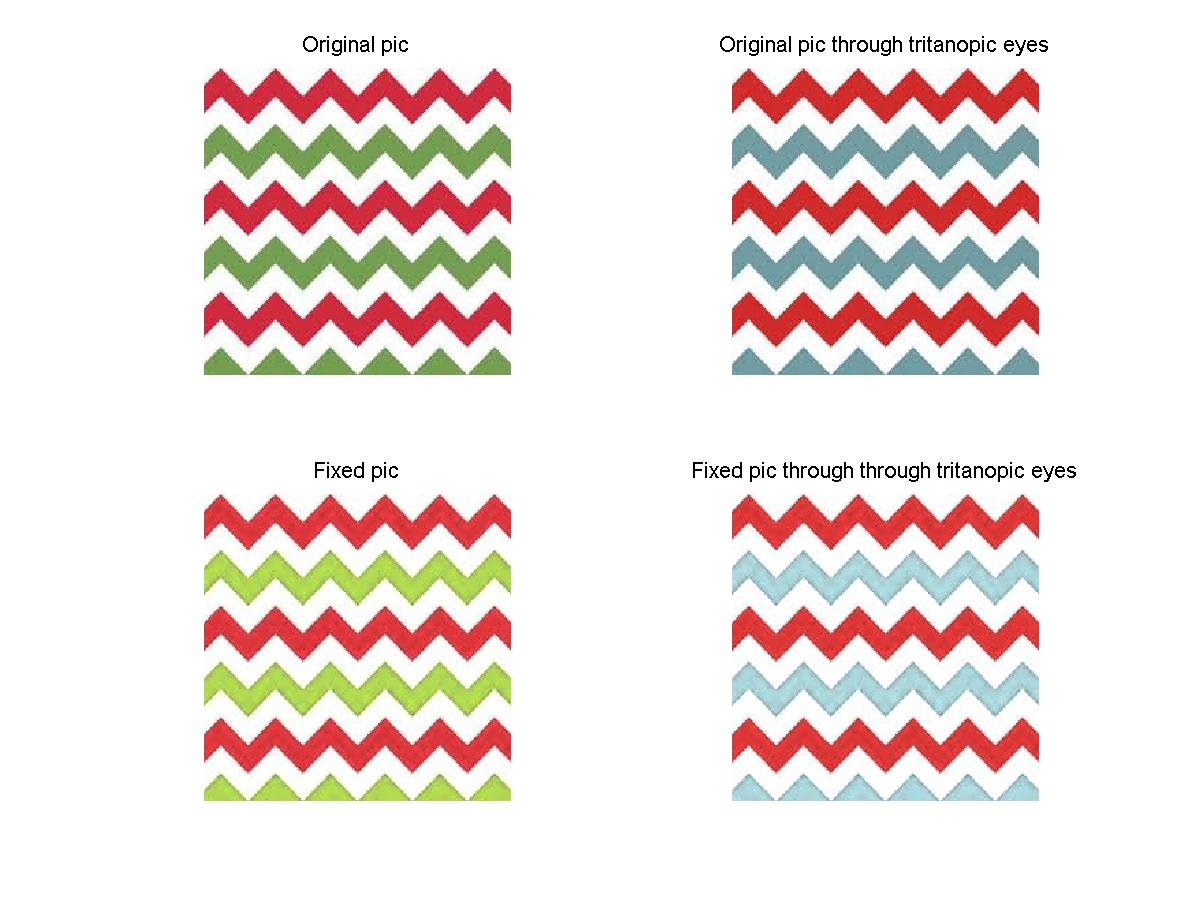 Original pic
Original pic through tritanopic eyes
Fixed pic
Fixed pic through through tritanopic eyes